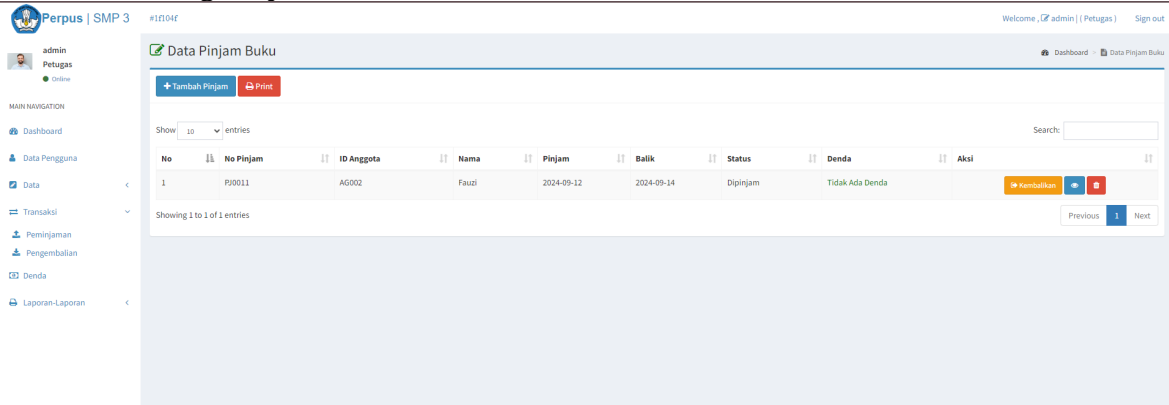 Perpus | SMP 3
#1f104f
Welcome , admin | ( Petugas ) Sign out
admin
Petugas
Online
MAIN NAVIGATION
Dashboard
Data Pengguna
Data
Transaksi
Peminjaman
Pengembalian
Denda
Laporan-Laporan
Data Pinjam Buku
Dashboard Data Pinjam Buku
Tambah Pinjam Print
Show 10 entries Search:
No No Pinjam ID Anggota Nama Pinjam Balik Status Denda Aksi
1 PJ0011 AG002 Fauzi 2024-09-12 2024-09-14 Dipinjam Tidak Ada Denda Kembalikan
Showing 1 to 1 of 1 entries Previous 1 Next